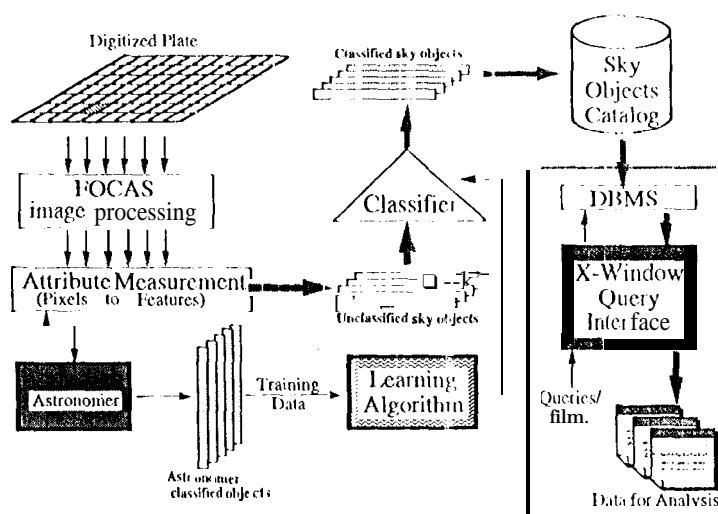 Digitized Plate
FOCAS
image processing
Attribute Measurement
(Pixels to Features)
Astronomer
Astronomer
classified objects
Training
Data
Learning
Algorithm
Unclassified sky objects
Classifier
Classified sky objects
Sky
Objects
Catalog
DBMS
X-Window
Query
Interface
Queries/
film.
Data for Analysis